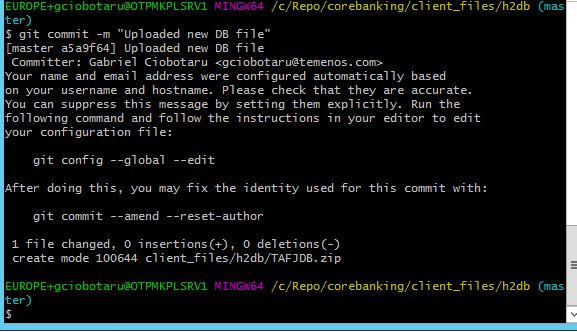 EUROPE+gciobotaru@OTPMKPLSRV1 MINGW64 /c/Repo/corebanking/client_files/h2db (mas
ter)
$ git commit -m "Uploaded new DB file"
[master a5a9f64] Uploaded new DB file
 Committer: Gabriel Ciobotaru <gciobotaru@temenos.com>
Your name and email address were configured automatically based
on your username and hostname. Please check that they are accurate.
You can suppress this message by setting them explicitly. Run the
following command and follow the instructions in your editor to edit
your configuration file:
    git config --global --edit
After doing this, you may fix the identity used for this commit with:
    git commit --amend --reset-author
 1 file changed, 0 insertions(+), 0 deletions(-)
 create mode 100644 client_files/h2db/TAFJDB.zip
EUROPE+gciobotaru@OTPMKPLSRV1 MINGW64 /c/Repo/corebanking/client_files/h2db (mas
ter)
$